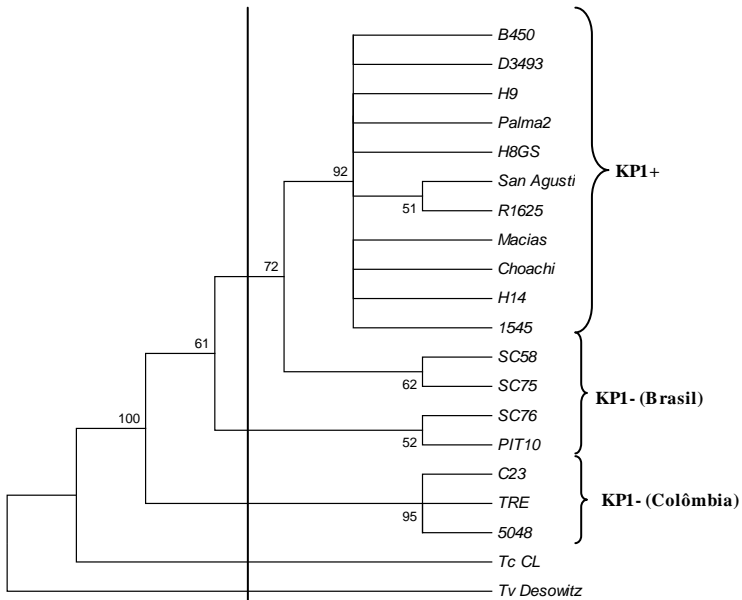 B450
D3493
H9
Palma2
H8GS
92
San Agusti
KP1+
R1625
51
Macias
Choachi
72
H14
1545
61
SC58
SC75
62
KP1- (Brasil)
SC76
100
PIT10
52
C23
TRE
KP1- (Colômbia)
95
5048
Tc CL
Tv Desowitz